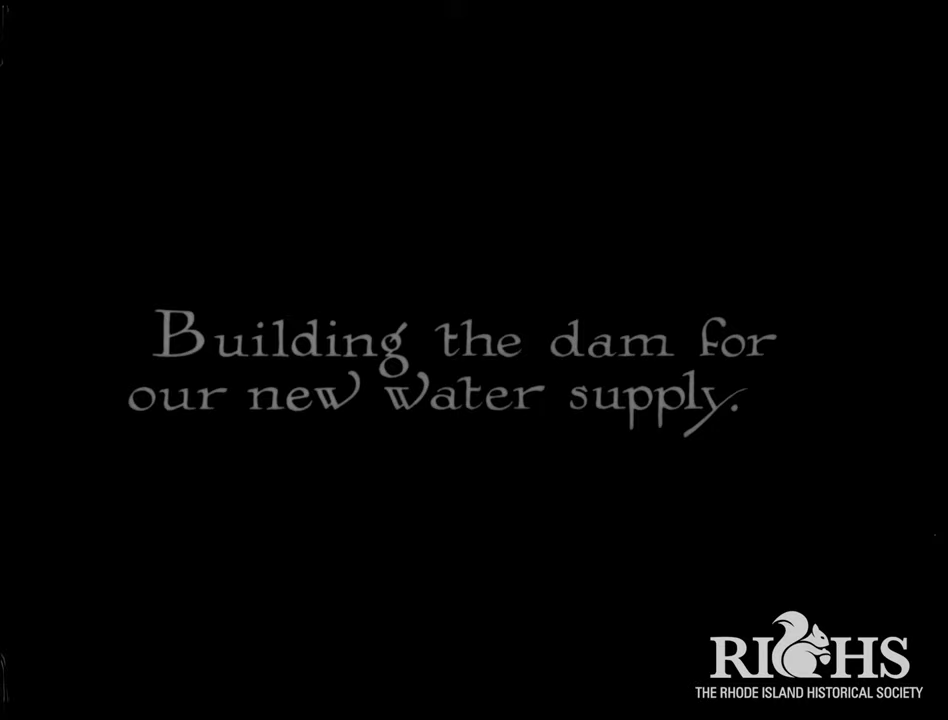 Building the dam for
our new water supply.
RIHS
THE RHODE ISLAND HISTORICAL SOCIETY